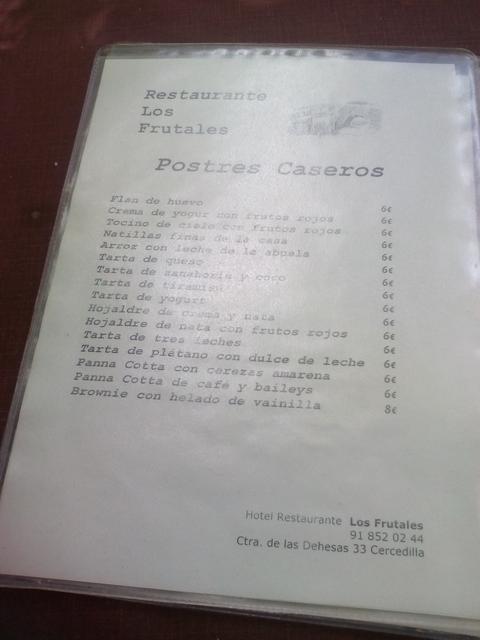 Restaurante
Los
Frutales
Postres Caseros
Flan de huevo 6€
Crema de yogur con frutos rojos 6€
Tocino de cielo con frutos rojos 6€
Natillas finas de la casa 6€
Arroz con leche de la abuela 6€
Tarta de queso 6€
Tarta de zanahoria y coco 6€
Tarta de tiramisú 6€
Tarta de yogurt 6€
Hojaldre de crema y nata 6€
Hojaldre de nata con frutos rojos 6€
Tarta de tres leches 6€
Tarta de plátano con dulce de leche 6€
Panna Cotta con cerezas amarena 6€
Panna Cotta de café y baileys 6€
Brownie con helado de vainilla 8€
Hotel Restaurante Los Frutales
91 852 02 44
Ctra. de las Dehesas 33 Cercedilla